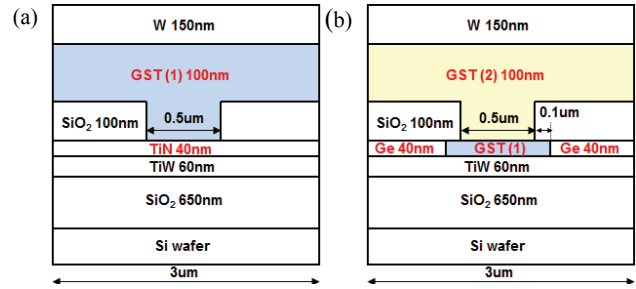 (a)
W 150nm
GST (1) 100nm
SiO₂ 100nm
0.5um
TiN 40nm
TiW 60nm
SiO₂ 650nm
Si wafer
3um
(b)
W 150nm
GST (2) 100nm
SiO₂ 100nm
0.5um
0.1um
Ge 40nm
GST (1)
Ge 40nm
TiW 60nm
SiO₂ 650nm
Si wafer
3um